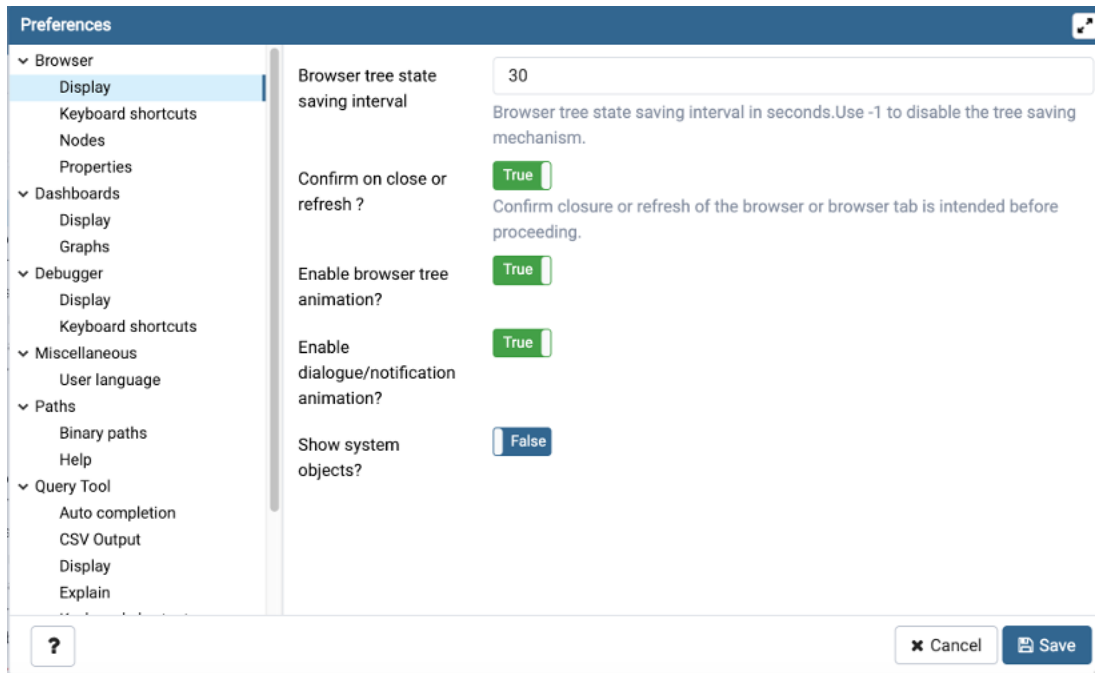 Preferences
Browser
Display
Keyboard shortcuts
Nodes
Properties
Dashboards
Display
Graphs
Debugger
Display
Keyboard shortcuts
Miscellaneous
User language
Paths
Binary paths
Help
Query Tool
Auto completion
CSV Output
Display
Explain
Browser tree state
saving interval
30
Browser tree state saving interval in seconds.Use -1 to disable the tree saving
mechanism.
Confirm on close or
refresh ?
True
Confirm closure or refresh of the browser or browser tab is intended before
proceeding.
Enable browser tree
animation?
True
Enable
dialogue/notification
animation?
True
Show system
objects?
False
?
Cancel
Save